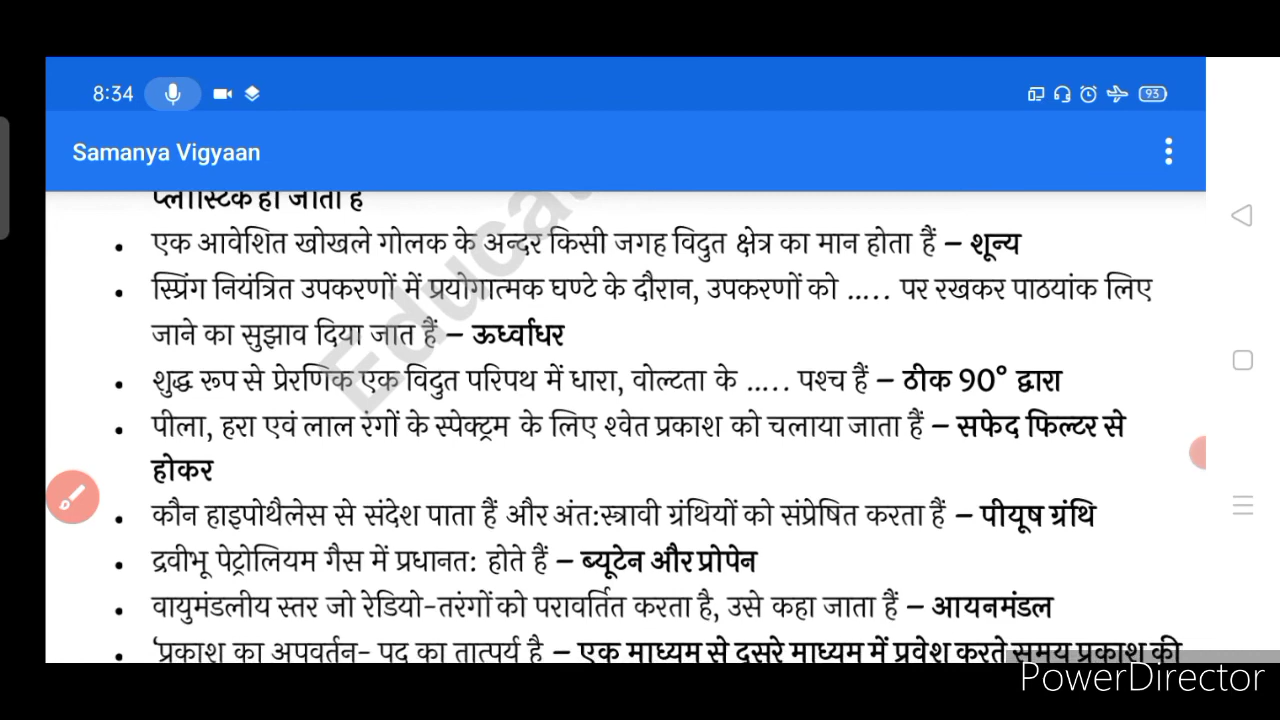 8:34
93
Samanya Vigyaan
प्लास्टिक हो जाता है
• एक आवेशित खोखले गोलक के अन्दर किसी जगह विदुत क्षेत्र का मान होता हैं – शून्य
• स्प्रिंग नियंत्रित उपकरणों में प्रयोगात्मक घण्टे के दौरान, उपकरणों को ..... पर रखकर पाठयांक लिए
जाने का सुझाव दिया जात हैं – ऊर्ध्वाधर
• शुद्ध रूप से प्रेरणिक एक विदुत परिपथ में धारा, वोल्टता के ..... पश्च हैं – ठीक 90° द्वारा
• पीला, हरा एवं लाल रंगों के स्पेक्ट्रम के लिए श्वेत प्रकाश को चलाया जाता हैं – सफेद फिल्टर से
होकर
• कौन हाइपोथैलेस से संदेश पाता हैं और अंत:स्त्रावी ग्रंथियों को संप्रेषित करता हैं – पीयूष ग्रंथि
• द्रवीभू पेट्रोलियम गैस में प्रधानत: होते हैं – ब्यूटेन और प्रोपेन
• वायुमंडलीय स्तर जो रेडियो-तरंगों को परावर्तित करता है, उसे कहा जाता हैं – आयनमंडल
• 'प्रकाश का अपवर्तन- पद का तात्पर्य है – एक माध्यम से दूसरे माध्यम में प्रवेश करते समय प्रकाश की
PowerDirector